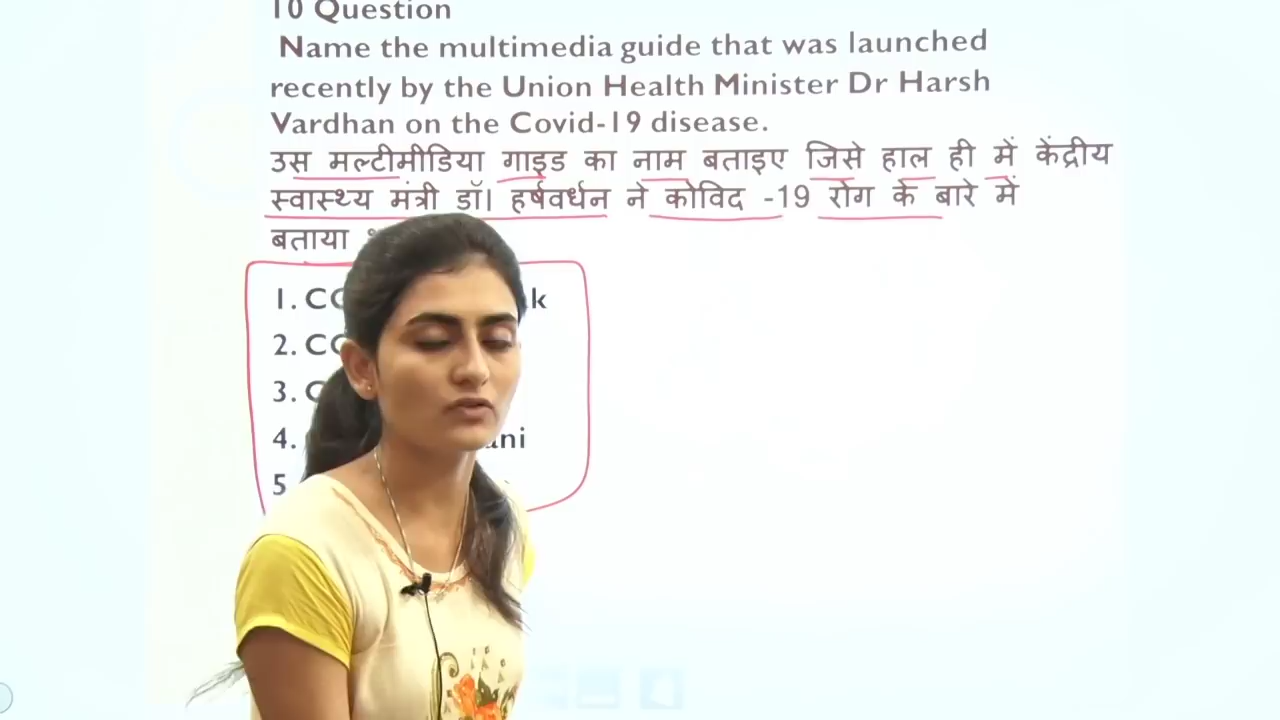 10 Question
Name the multimedia guide that was launched
recently by the Union Health Minister Dr Harsh
Vardhan on the Covid-19 disease.
उस मल्टीमीडिया गाइड का नाम बताइए जिसे हाल ही में केंद्रीय
स्वास्थ्य मंत्री डॉ। हर्षवर्धन ने कोविद -19 रोग के बारे में
बताया
1.
2.
3.
4.
5